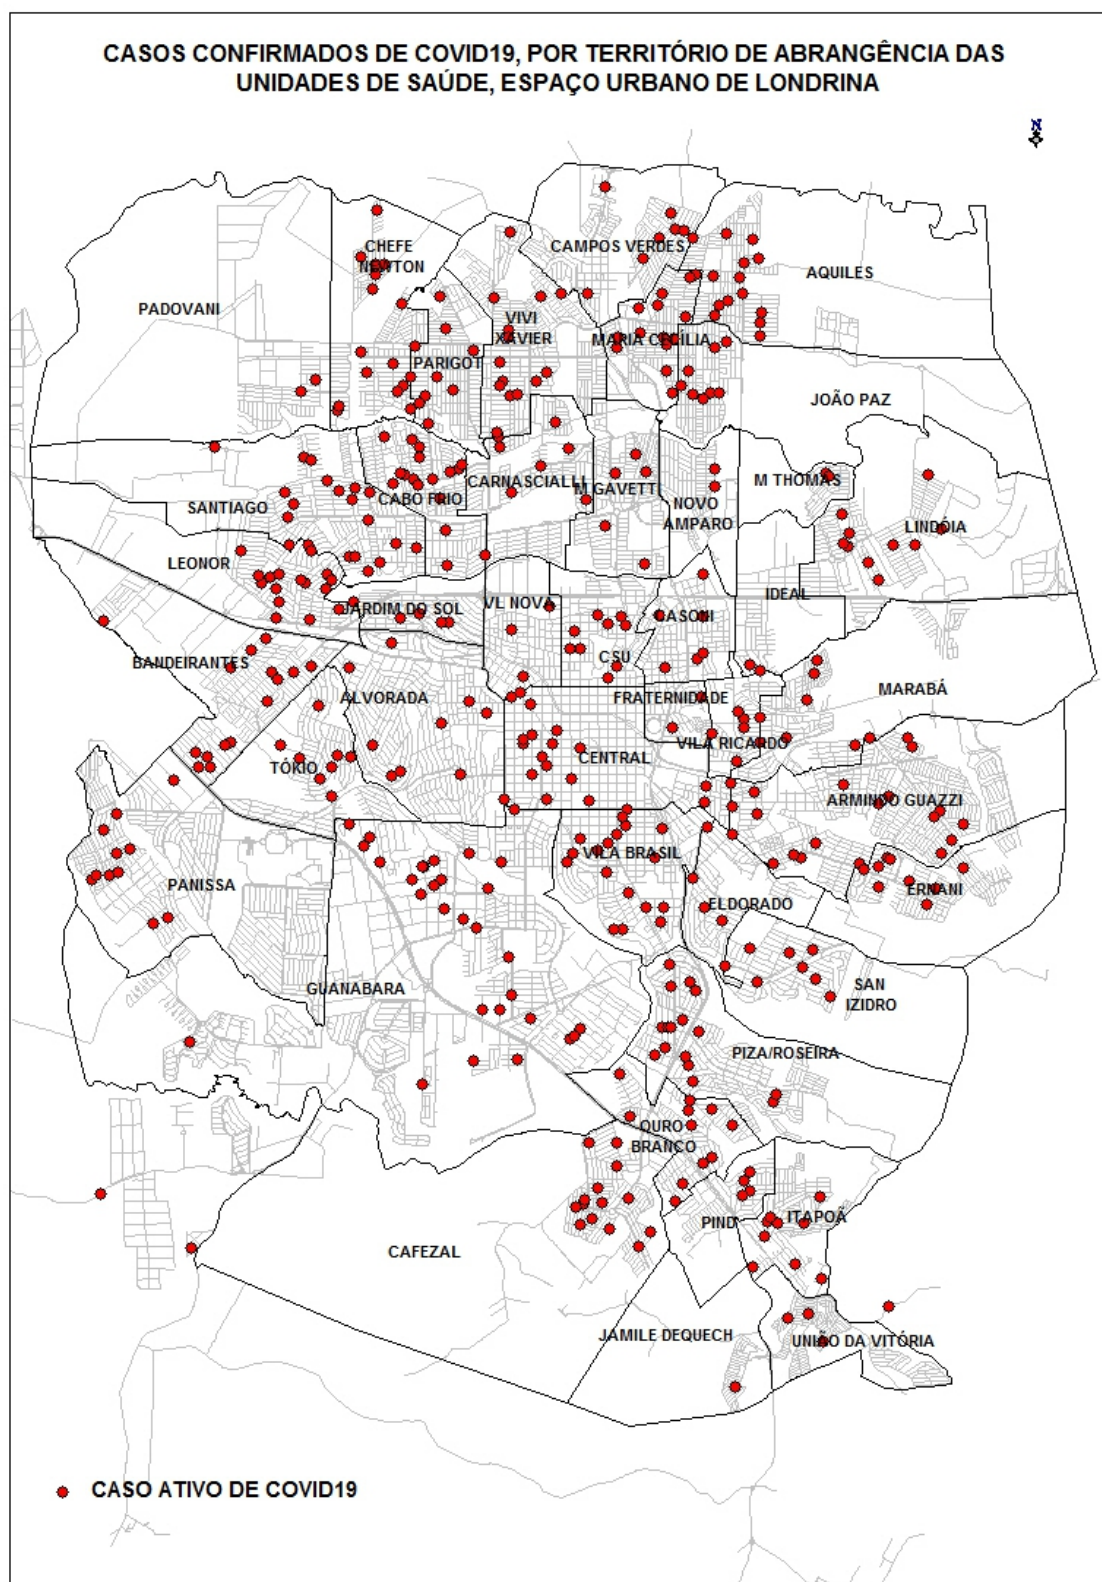 CASOS CONFIRMADOS DE COVID19, POR TERRITÓRIO DE ABRANGÊNCIA DAS
UNIDADES DE SAÚDE, ESPAÇO URBANO DE LONDRINA
N
CHEFE
NEWTON
CAMPOS VERDES
AQUILES
PADOVANI
VIVI
XAVIER
MARIA CECÍLIA
PARIGOT
JOÃO PAZ
M THOMAS
CARNASCIALLI
M GAVETT
CABO FRIO
SANTIAGO
NOVO
AMPARO
LINDÓIA
LEONOR
IDEAL
JARDIM DO SOL
VL NOVA
CASONI
BANDEIRANTES
CSU
MARABÁ
ALVORADA
FRATERNIDADE
VILA RICARDO
CENTRAL
TÓKIO
ARMINDO GUAZZI
VILA BRASIL
PANISSA
ERNANI
ELDORADO
GUANABARA
SAN
IZIDRO
PIZA/ROSEIRA
OURO
BRANCO
PIND
ITAPOÃ
CAFEZAL
JAMILE DEQUECH
UNIÃO DA VITÓRIA
CASO ATIVO DE COVID19